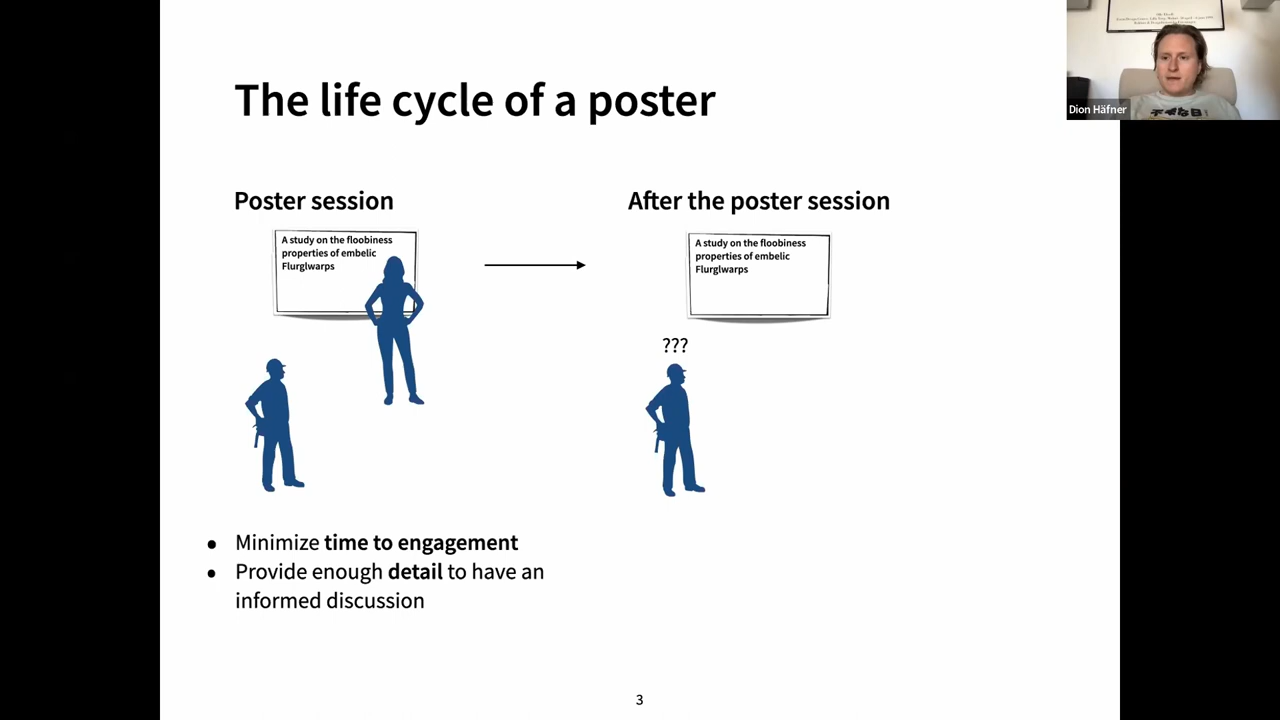 The life cycle of a poster
Dion Häfner
Poster session
After the poster session
A study on the floobiness
properties of embelic
Flurglwarps
A study on the floobiness
properties of embelic
Flurglwarps
???
● Minimize time to engagement
● Provide enough detail to have an
informed discussion
3